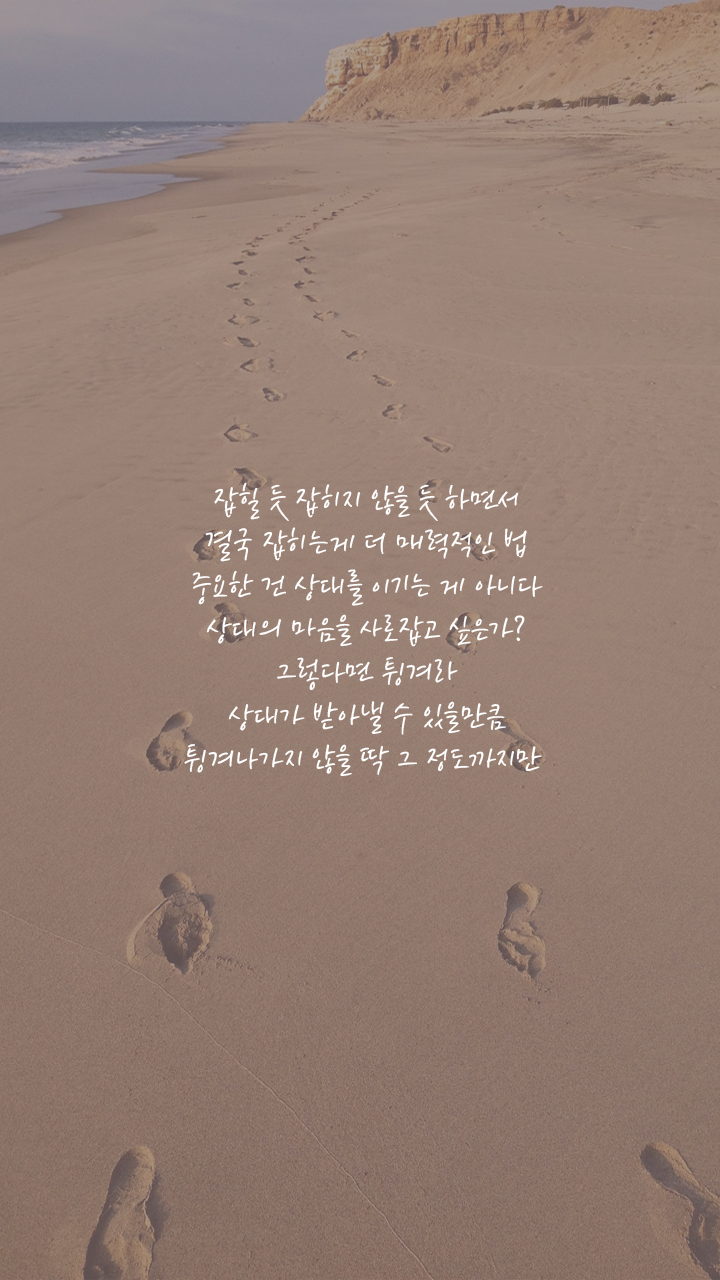 잡힐 듯 잡히지 않을 듯 하면서
결국 잡히는게 더 매력적인 법
중요한 건 상대를 이기는 게 아니다
상대의 마음을 사로잡고 싶은가?
그렇다면 튕겨라
상대가 받아낼 수 있을만큼
튕겨나가지 않을 딱 그 정도까지만